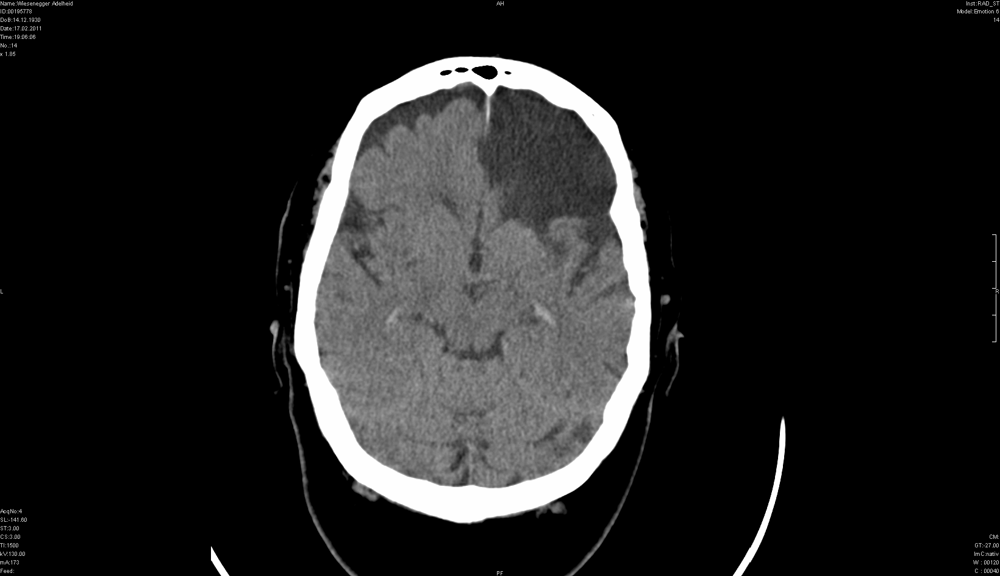 Name:Wiesenegger Adelheid
ID:00195778
DoB:14.12.1930
Date:17.02.2011
Time:19:06:06
No.:14
x 1.85
AH
Inst:RAD_ST
Model:Emotion 6
14
L
R
AcqNo:4
SL:-141.60
ST:3.00
CS:3.00
TI:1500
kV:130.00
mA:173
Feed:
PF
CM:
GT:-27.00
ImC:nativ
W : 00120
C : 00040